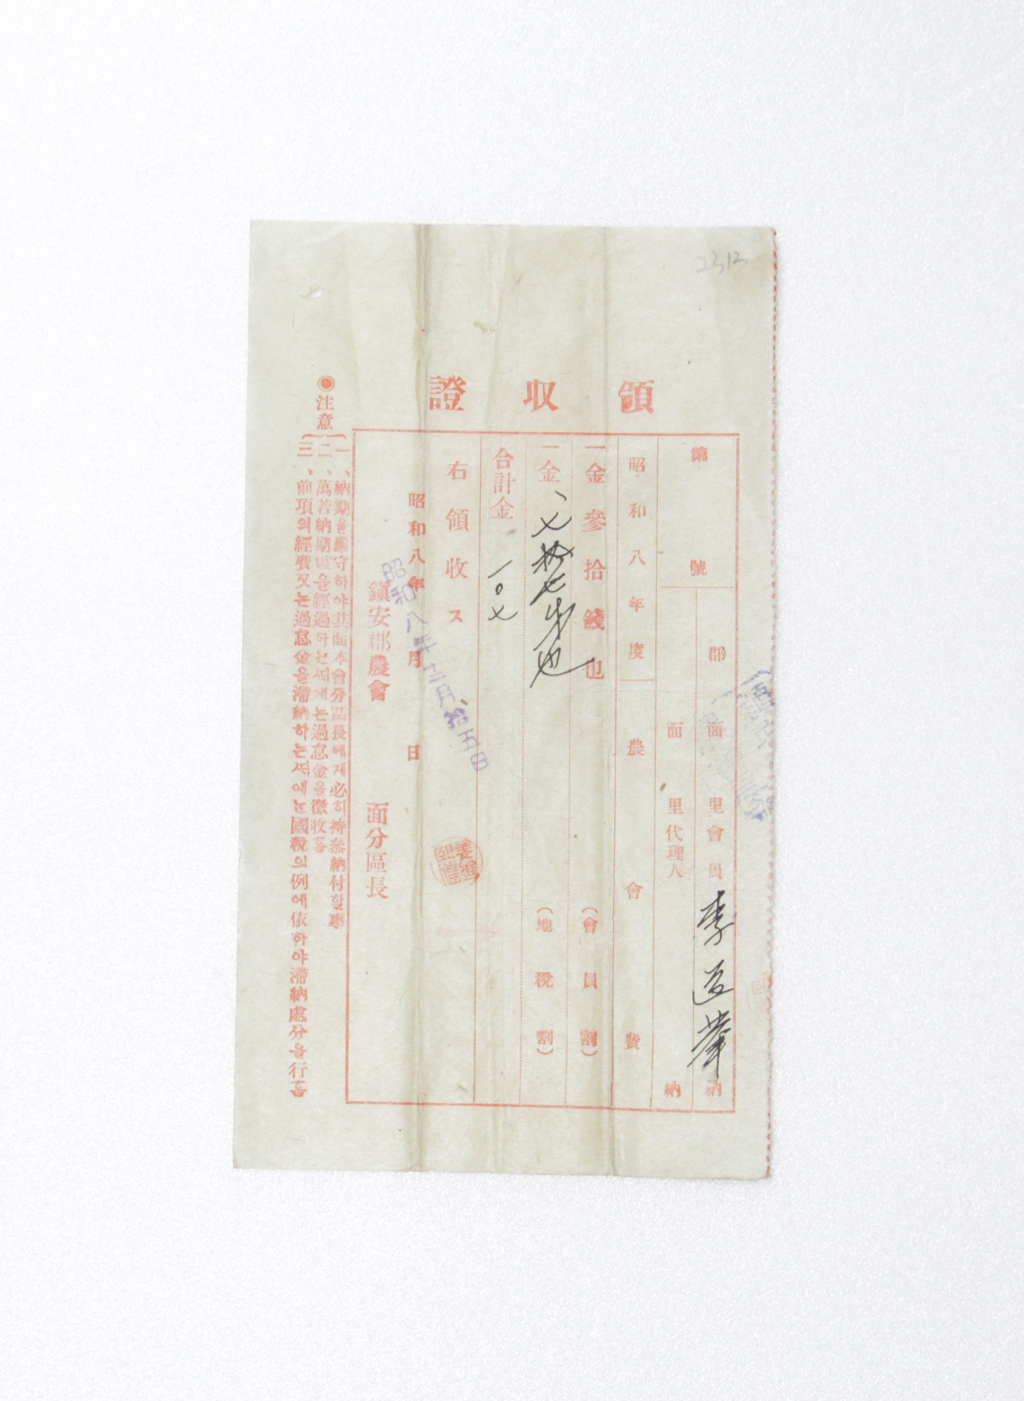 2312
領收證
第　　號
郡　面　里會員　李　納
面　里代理人　納
昭和八年度　農會費
一金參拾錢也（會員割）
一金、七拾七錢也（地稅割）
合計金　一〇七
右領收ス
昭和八年　月　日
昭和八年十二月拾五日
鎭安郡農會　面分區長
◉注意
一、納期을嚴守하야其面本會分區長에게必히持參納付할事
二、萬若納期日을經過하는때에는過怠金을徵收홈
三、前項의經費又는過怠金을滯納하는때에는國稅의例에依하야滯納處分을行홈